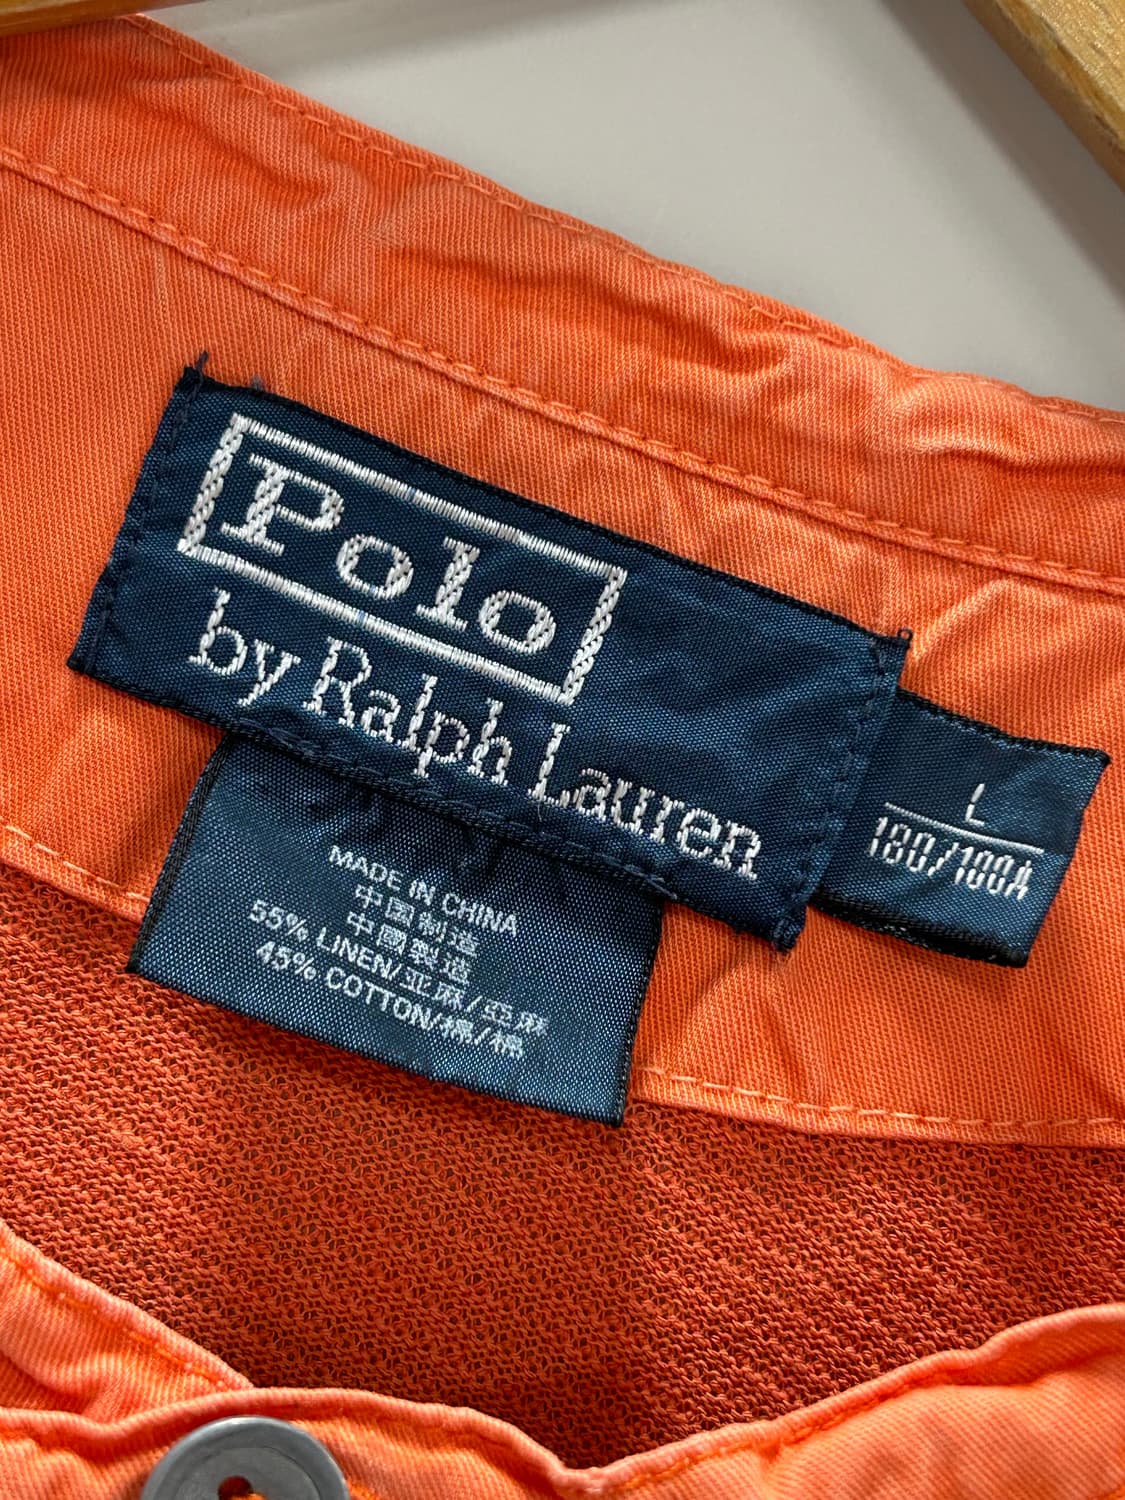 Polo
by Ralph Lauren
L
180/100A
MADE IN CHINA
中国制造
中國製造
55% LINEN/亚麻/亞麻
45% COTTON/棉/棉